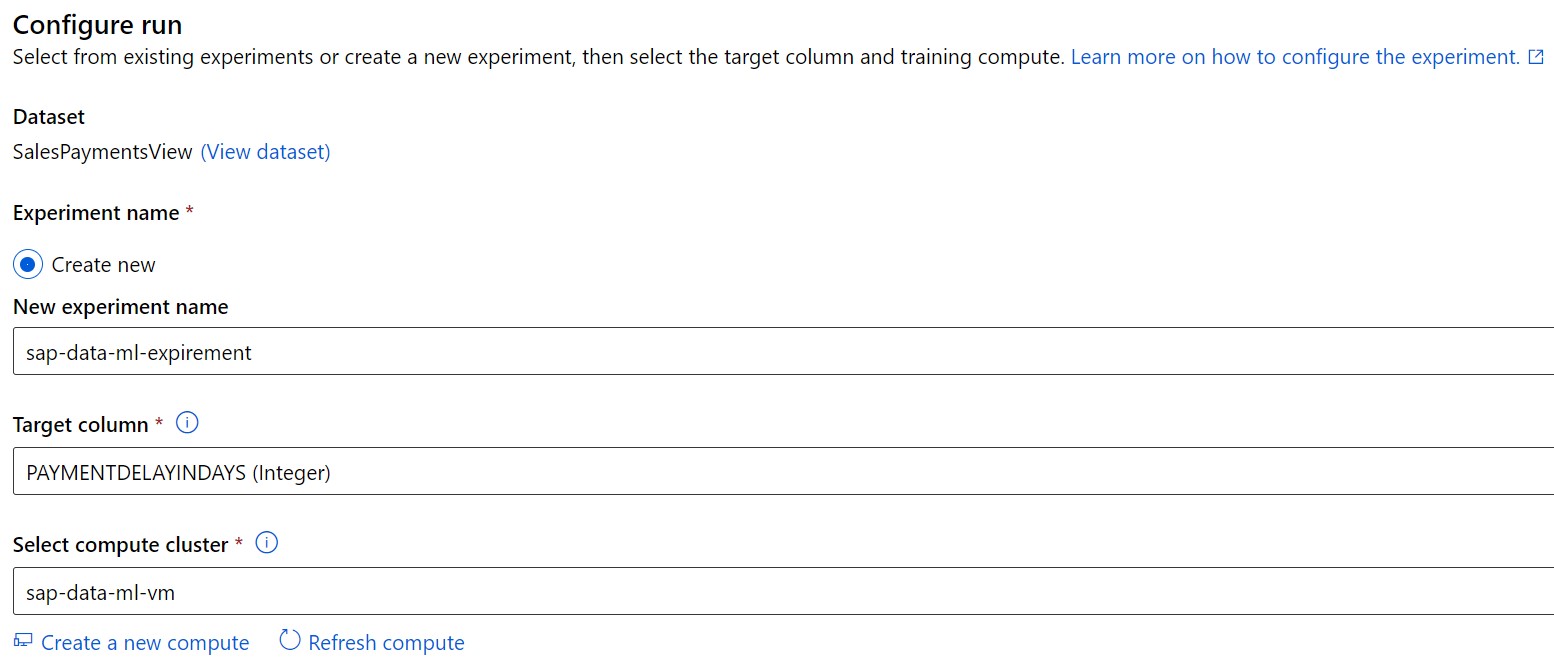 Configure run
Select from existing experiments or create a new experiment, then select the target column and training compute. Learn more on how to configure the experiment.
Dataset
SalesPaymentsView (View dataset)
Experiment name *
Create new
New experiment name
sap-data-ml-expirement
Target column *
PAYMENTDELAYINDAYS (Integer)
Select compute cluster *
sap-data-ml-vm
Create a new compute Refresh compute